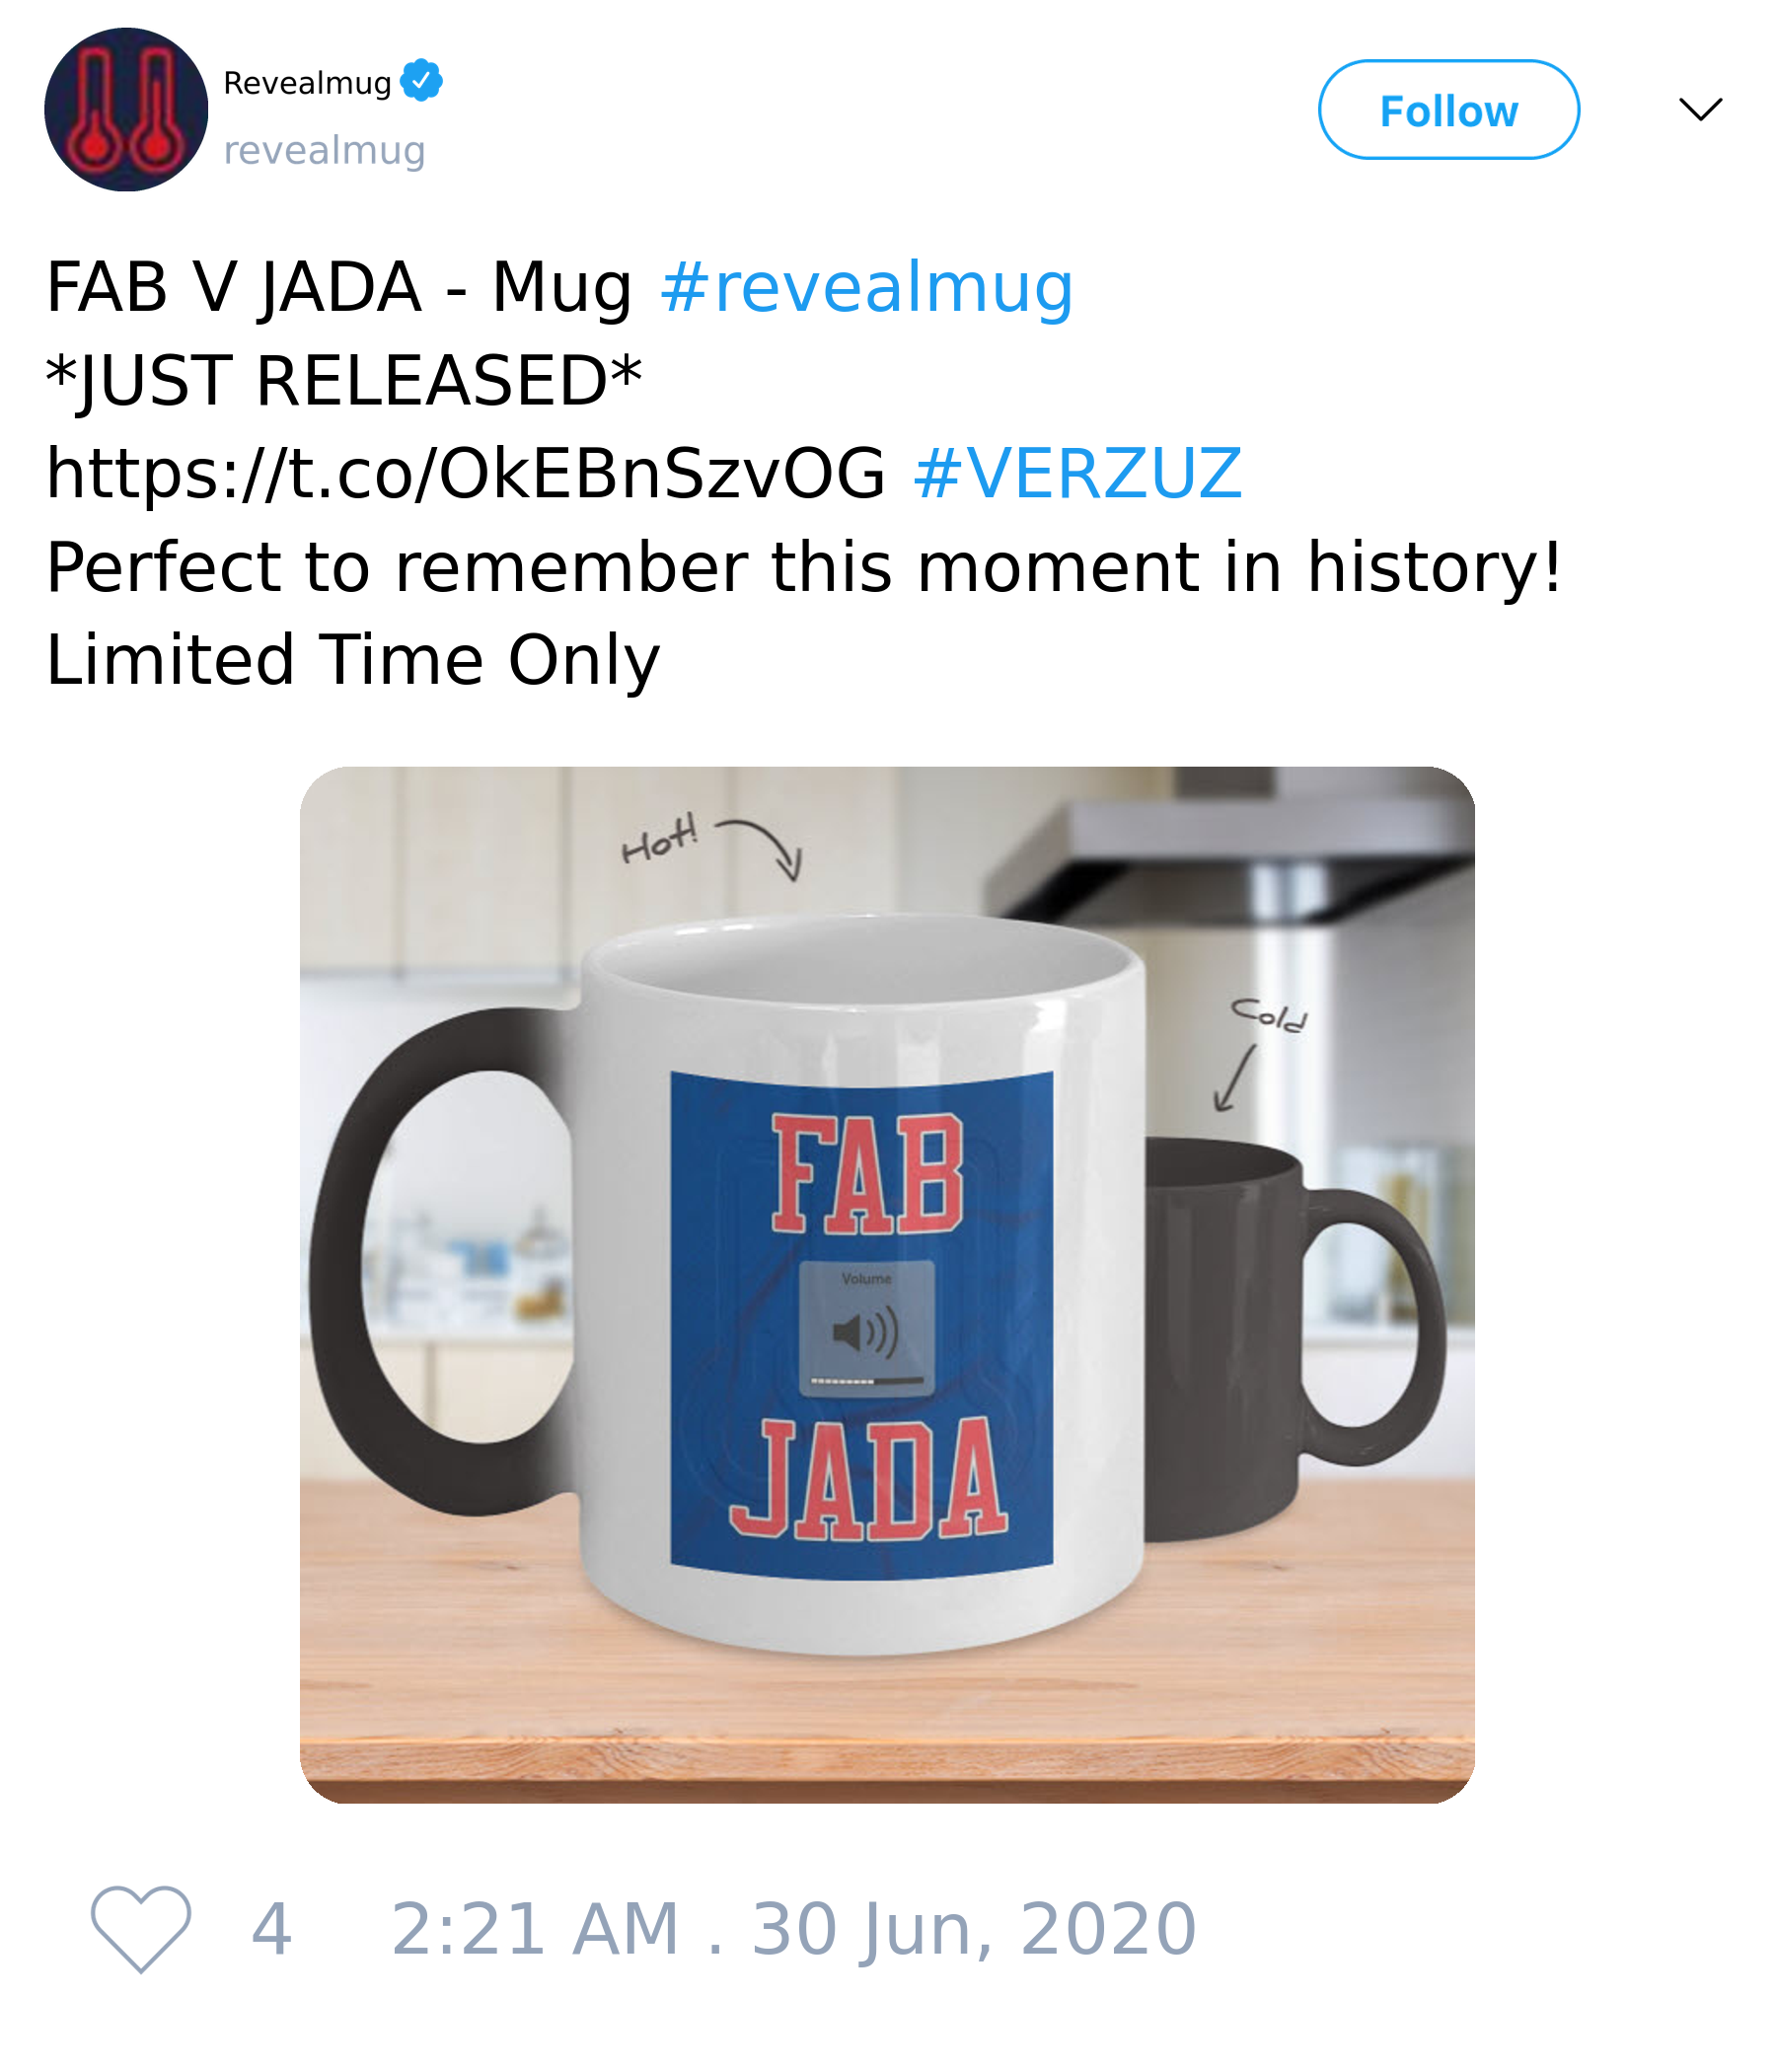 Revealmug
revealmug
Follow
FAB V JADA - Mug #revealmug
*JUST RELEASED*
https://t.co/OkEBnSzvOG #VERZUZ
Perfect to remember this moment in history!
Limited Time Only
Hot!
Cold
FAB
Volume
JADA
4 2:21 AM . 30 Jun, 2020